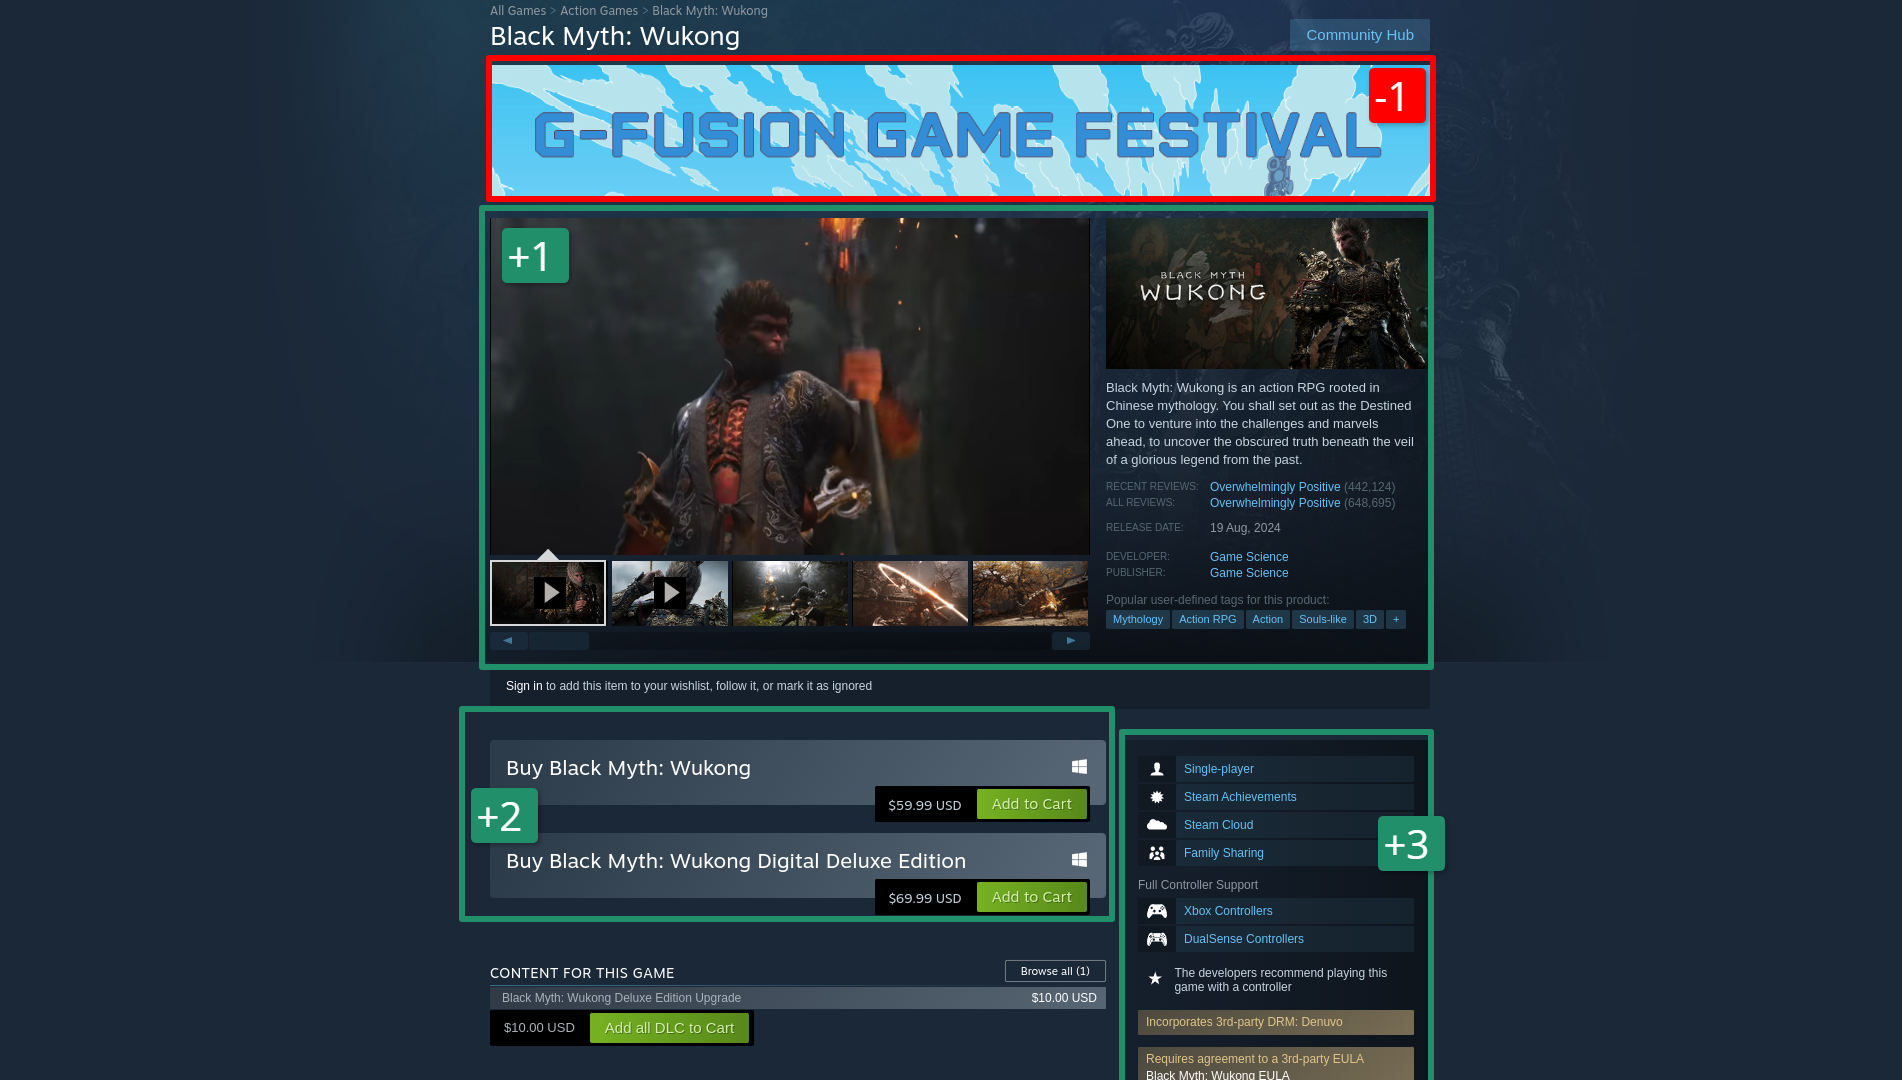 All Games > Action Games > Black Myth: Wukong
Black Myth: Wukong
Community Hub
G-FUSION GAME FESTIVAL
-1
+1
BLACK MYTH
WUKONG
Black Myth: Wukong is an action RPG rooted in
Chinese mythology. You shall set out as the Destined
One to venture into the challenges and marvels
ahead, to uncover the obscured truth beneath the veil
of a glorious legend from the past.
RECENT REVIEWS: Overwhelmingly Positive (442,124)
ALL REVIEWS: Overwhelmingly Positive (648,695)
RELEASE DATE: 19 Aug, 2024
DEVELOPER: Game Science
PUBLISHER: Game Science
Popular user-defined tags for this product:
Mythology Action RPG Action Souls-like 3D +
Sign in to add this item to your wishlist, follow it, or mark it as ignored
Buy Black Myth: Wukong
$59.99 USD Add to Cart
+2
Buy Black Myth: Wukong Digital Deluxe Edition
$69.99 USD Add to Cart
CONTENT FOR THIS GAME Browse all (1)
Black Myth: Wukong Deluxe Edition Upgrade $10.00 USD
$10.00 USD Add all DLC to Cart
Single-player
Steam Achievements
Steam Cloud
Family Sharing
+3
Full Controller Support
Xbox Controllers
DualSense Controllers
The developers recommend playing this
game with a controller
Incorporates 3rd-party DRM: Denuvo
Requires agreement to a 3rd-party EULA
Black Myth: Wukong EULA